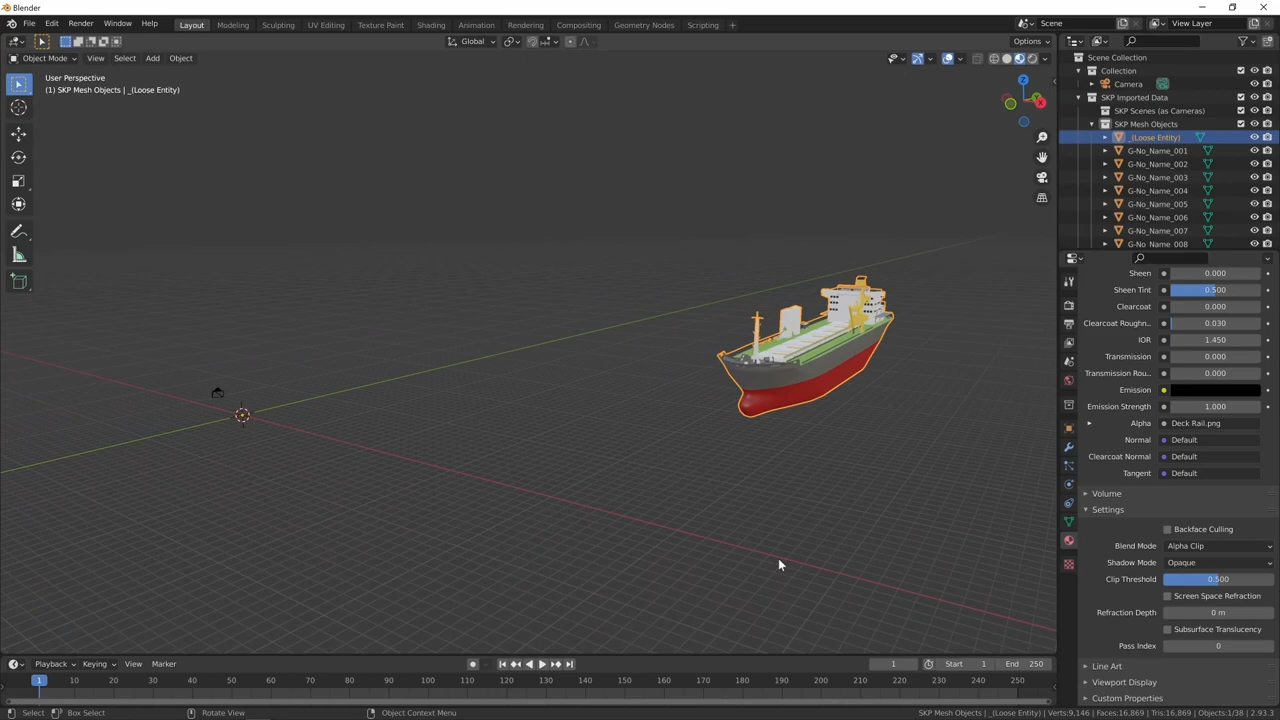 Blender
File Edit Render Window Help Layout Modeling Sculpting UV Editing Texture Paint Shading Animation Rendering Compositing Geometry Nodes Scripting + Scene View Layer
Global Options
Object Mode View Select Add Object
User Perspective
(1) SKP Mesh Objects | _(Loose Entity)
Z
Y
X
Scene Collection
Collection
Camera
SKP Imported Data
SKP Scenes (as Cameras)
SKP Mesh Objects
_(Loose Entity)
G-No_Name_001
G-No_Name_002
G-No_Name_003
G-No_Name_004
G-No_Name_005
G-No_Name_006
G-No_Name_007
G-No_Name_008
Sheen 0.000
Sheen Tint 0.500
Clearcoat 0.000
Clearcoat Roughn... 0.030
IOR 1.450
Transmission 0.000
Transmission Rou... 0.000
Emission
Emission Strength 1.000
Alpha Deck Rail.png
Normal Default
Clearcoat Normal Default
Tangent Default
Volume
Settings
Backface Culling
Blend Mode Alpha Clip
Shadow Mode Opaque
Clip Threshold 0.500
Screen Space Refraction
Refraction Depth 0 m
Subsurface Translucency
Pass Index 0
Line Art
Viewport Display
Custom Properties
Playback Keying View Marker 1 Start 1 End 250
1 10 20 30 40 50 60 70 80 90 100 110 120 130 140 150 160 170 180 190 200 210 220 230 240 250
Select Box Select Rotate View Object Context Menu SKP Mesh Objects | _(Loose Entity) | Verts:9,146 | Faces:16,869 | Tris:16,869 | Objects:1/38 | 2.93.3